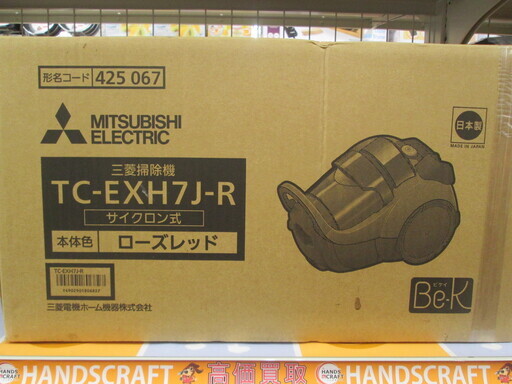 形名コード 425 067
MITSUBISHI
ELECTRIC
日本製
MADE IN JAPAN
三菱掃除機
TC-EXH7J-R
サイクロン式
本体色 ローズレッド
TC-EXH7J-R
三菱電機ホーム機器株式会社
ビケイ
Be-K
HANDSCRAFT 高価買取 HANDSCRAFT